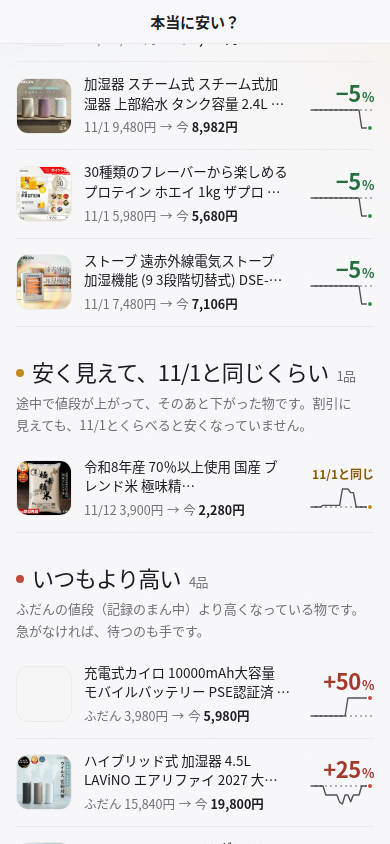 本当に安い？
加湿器 スチーム式 スチーム式加
湿器 上部給水 タンク容量 2.4L …
11/1 9,480円 → 今 8,982円
−5%
30種類のフレーバーから楽しめる
プロテイン ホエイ 1kg ザプロ …
11/1 5,980円 → 今 5,680円
−5%
ストーブ 遠赤外線電気ストーブ
加湿機能 (9 3段階切替式) DSE-…
11/1 7,480円 → 今 7,106円
−5%
安く見えて、11/1と同じくらい 1品
途中で値段が上がって、そのあと下がった物です。割引に
見えても、11/1とくらべると安くなっていません。
令和8年産 70%以上使用 国産 ブ
レンド米 極味精…
11/12 3,900円 → 今 2,280円
11/1と同じ
いつもより高い 4品
ふだんの値段（記録のまん中）より高くなっている物です。
急がなければ、待つのも手です。
充電式カイロ 10000mAh大容量
モバイルバッテリー PSE認証済 …
ふだん 3,980円 → 今 5,980円
+50%
ハイブリッド式 加湿器 4.5L
LAViNO エアリファイ 2027 大…
ふだん 15,840円 → 今 19,800円
+25%